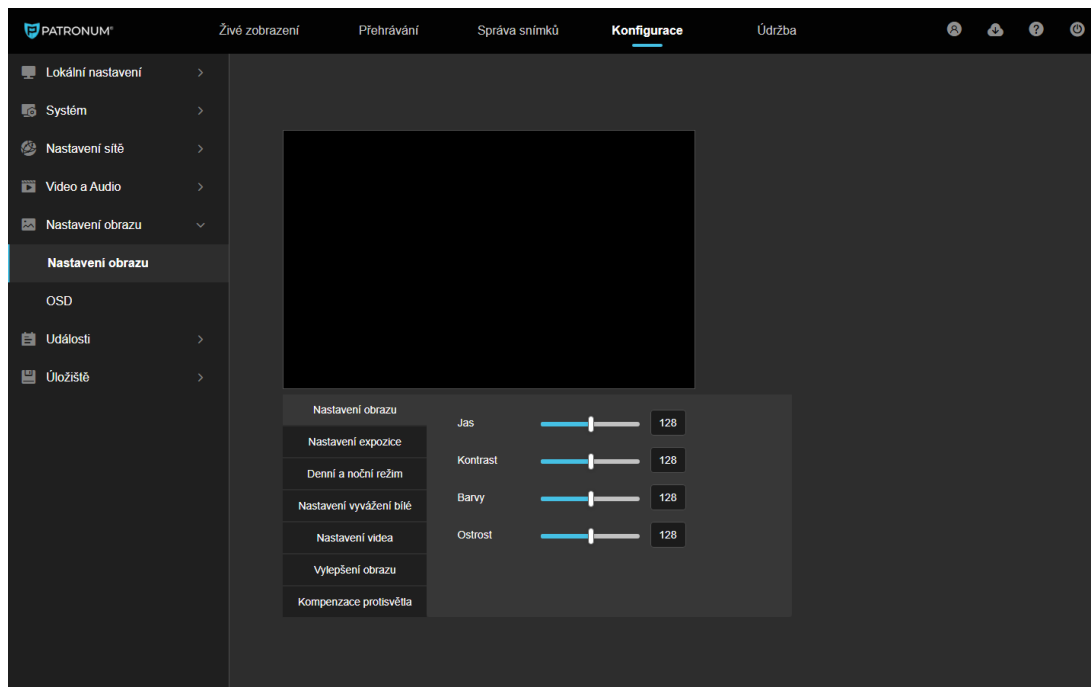 PATRONUM®
Živé zobrazení Přehrávání Správa snímků Konfigurace Údržba
Lokální nastavení
Systém
Nastavení sítě
Video a Audio
Nastavení obrazu
Nastavení obrazu
OSD
Události
Úložiště
Nastavení obrazu
Nastavení expozice
Denní a noční režim
Nastavení vyvážení bílé
Nastavení videa
Vylepšení obrazu
Kompenzace protisvětla
Jas 128
Kontrast 128
Barvy 128
Ostrost 128